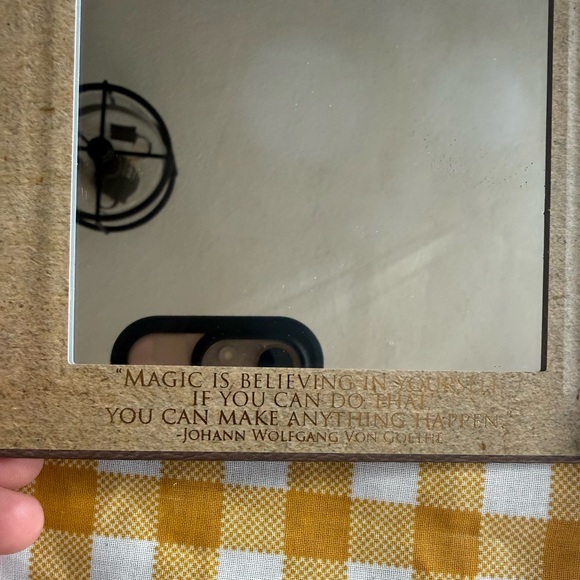 “MAGIC IS BELIEVING IN YOURSELF
IF YOU CAN DO THAT
YOU CAN MAKE ANYTHING HAPPEN.”
-JOHANN WOLFGANG VON GOETHE